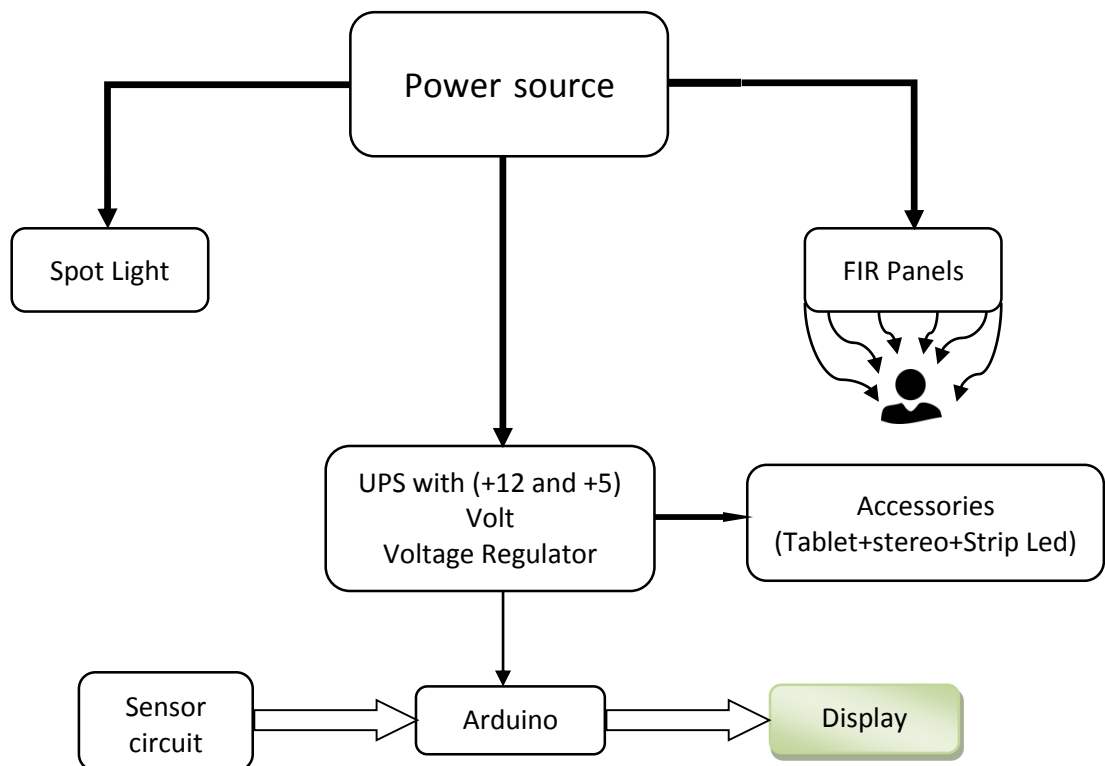 Power source
Spot Light
FIR Panels
UPS with (+12 and +5)
Volt
Voltage Regulator
Accessories
(Tablet+stereo+Strip Led)
Sensor
circuit
Arduino
Display